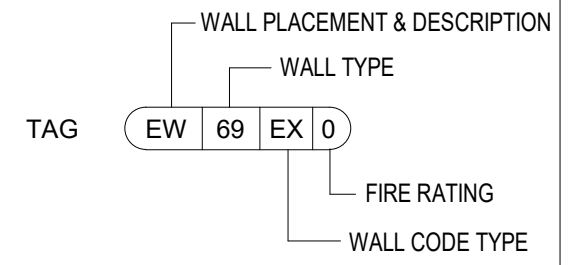 WALL PLACEMENT & DESCRIPTION
WALL TYPE
TAG EW 69 EX 0
FIRE RATING
WALL CODE TYPE